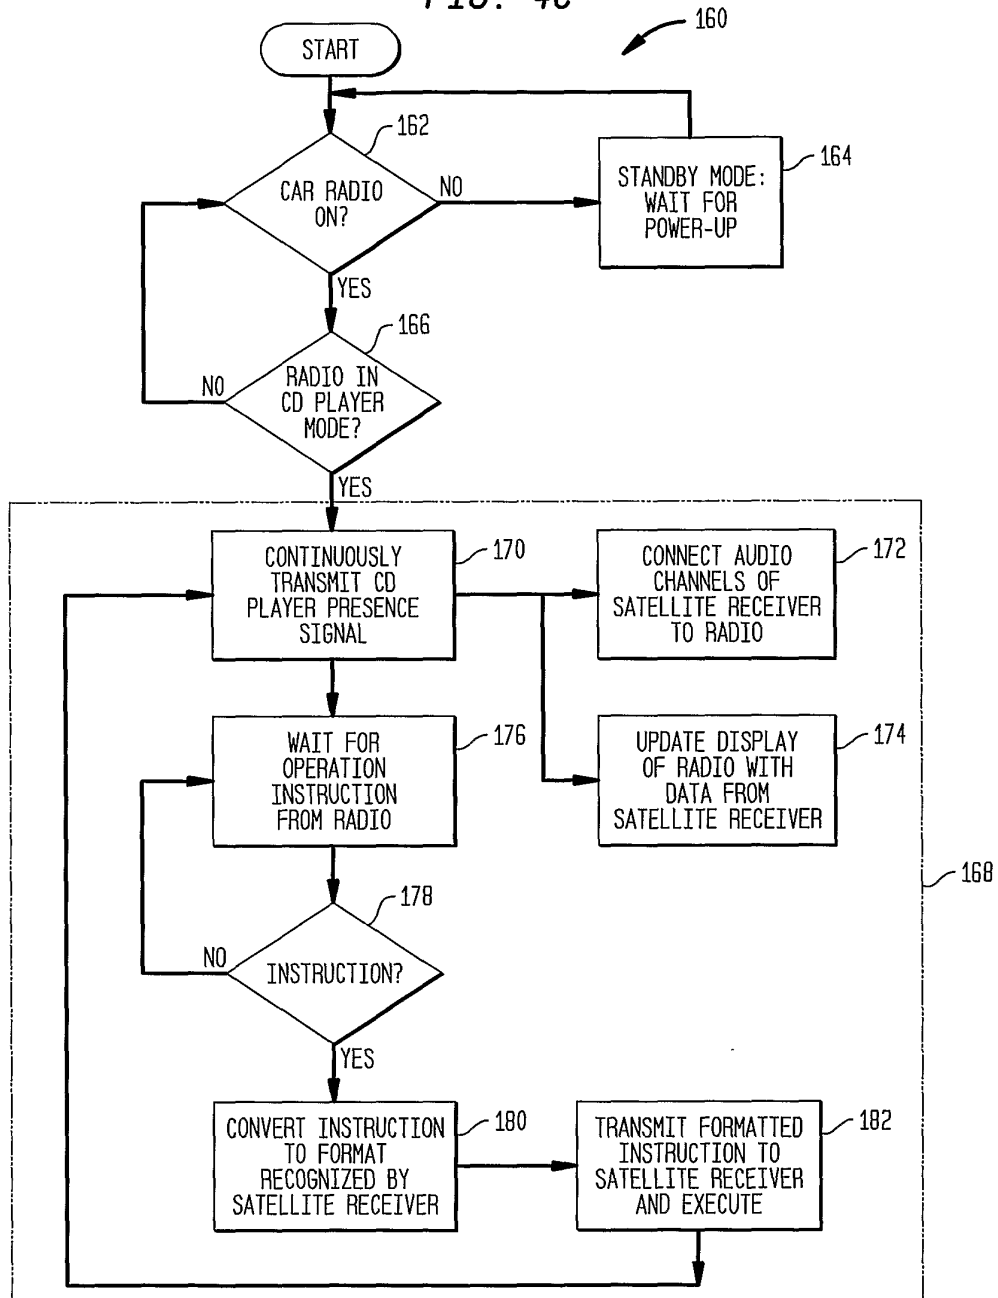 FIG. 4C
160
START
162
CAR RADIO
ON?
NO
STANDBY MODE:
WAIT FOR
POWER-UP
164
YES
166
RADIO IN
CD PLAYER
MODE?
NO
YES
CONTINUOUSLY
TRANSMIT CD
PLAYER PRESENCE
SIGNAL
170
CONNECT AUDIO
CHANNELS OF
SATELLITE RECEIVER
TO RADIO
172
WAIT FOR
OPERATION
INSTRUCTION
FROM RADIO
176
UPDATE DISPLAY
OF RADIO WITH
DATA FROM
SATELLITE RECEIVER
174
168
178
INSTRUCTION?
NO
YES
CONVERT INSTRUCTION
TO FORMAT
RECOGNIZED BY
SATELLITE RECEIVER
180
TRANSMIT FORMATTED
INSTRUCTION TO
SATELLITE RECEIVER
AND EXECUTE
182